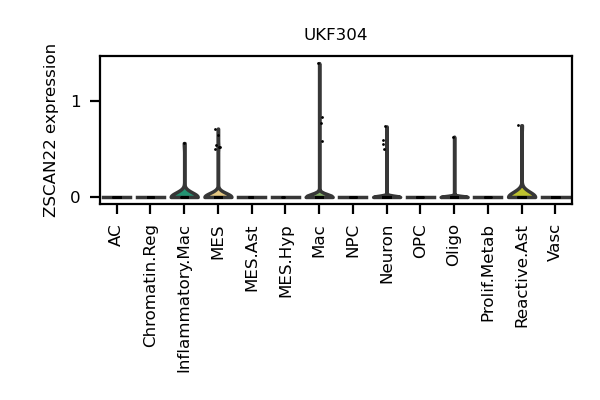 UKF304
ZSCAN22 expression
1
0
AC
Chromatin.Reg
Inflammatory.Mac
MES
MES.Ast
MES.Hyp
Mac
NPC
Neuron
OPC
Oligo
Prolif.Metab
Reactive.Ast
Vasc